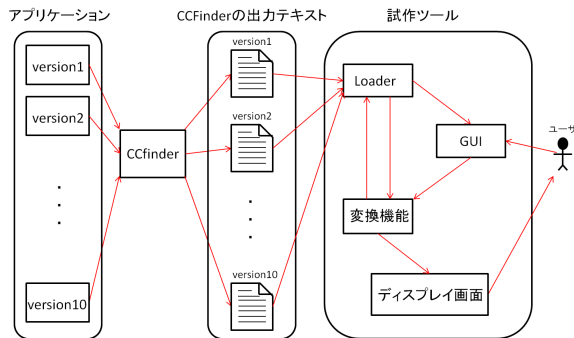 アプリケーション
CCFinderの出力テキスト
試作ツール
version1
version2
・
・
・
version10
CCfinder
version1
version2
・
・
・
version10
Loader
GUI
変換機能
ディスプレイ画面
ユーザ